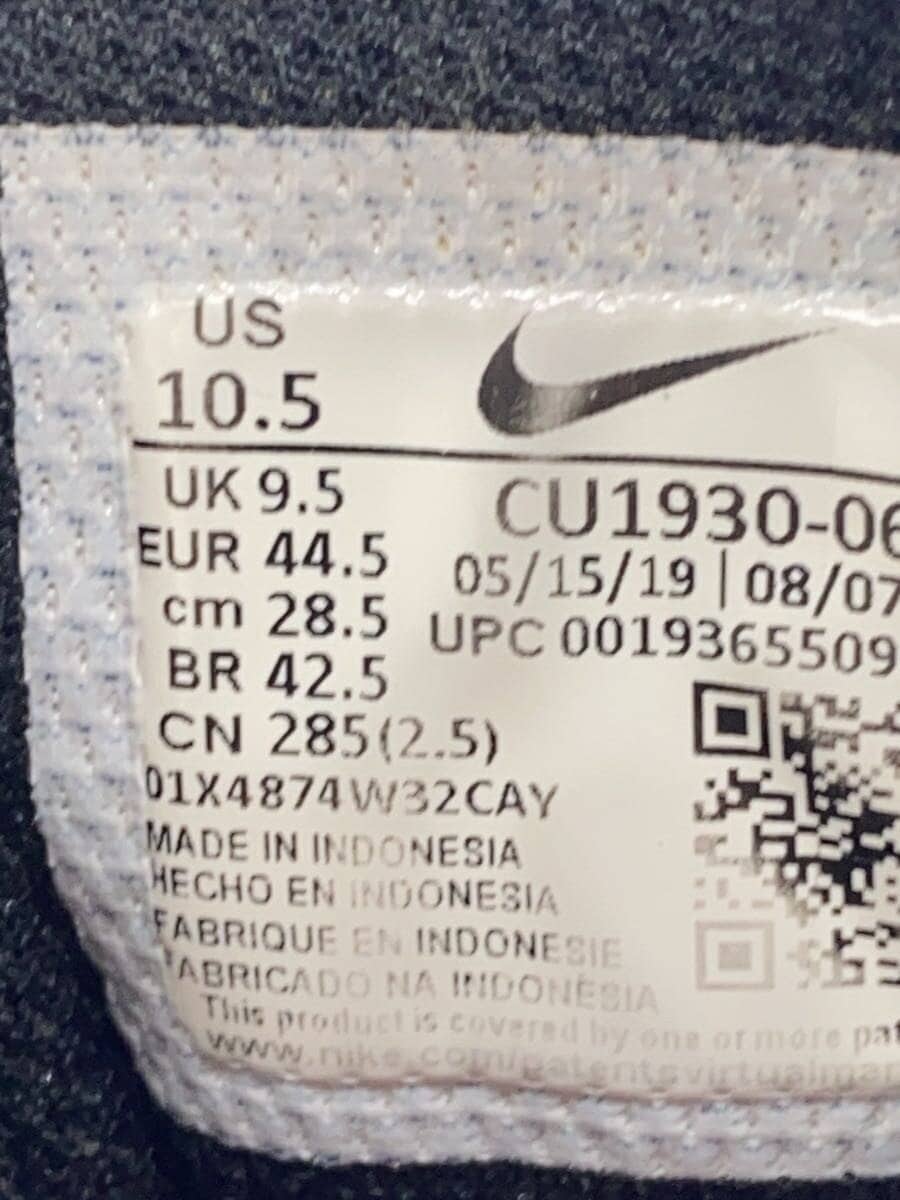 US
10.5
UK 9.5
EUR 44.5
cm 28.5
BR 42.5
CN 285(2.5)
CU1930-06
05/15/19 | 08/07
UPC 0019365509
01X4874W32CAY
MADE IN INDONESIA
HECHO EN INDONESIA
FABRIQUE EN INDONESIE
FABRICADO NA INDONÉSIA
This product is covered by one or more pat
www.nike.com/patentsvirtualmar